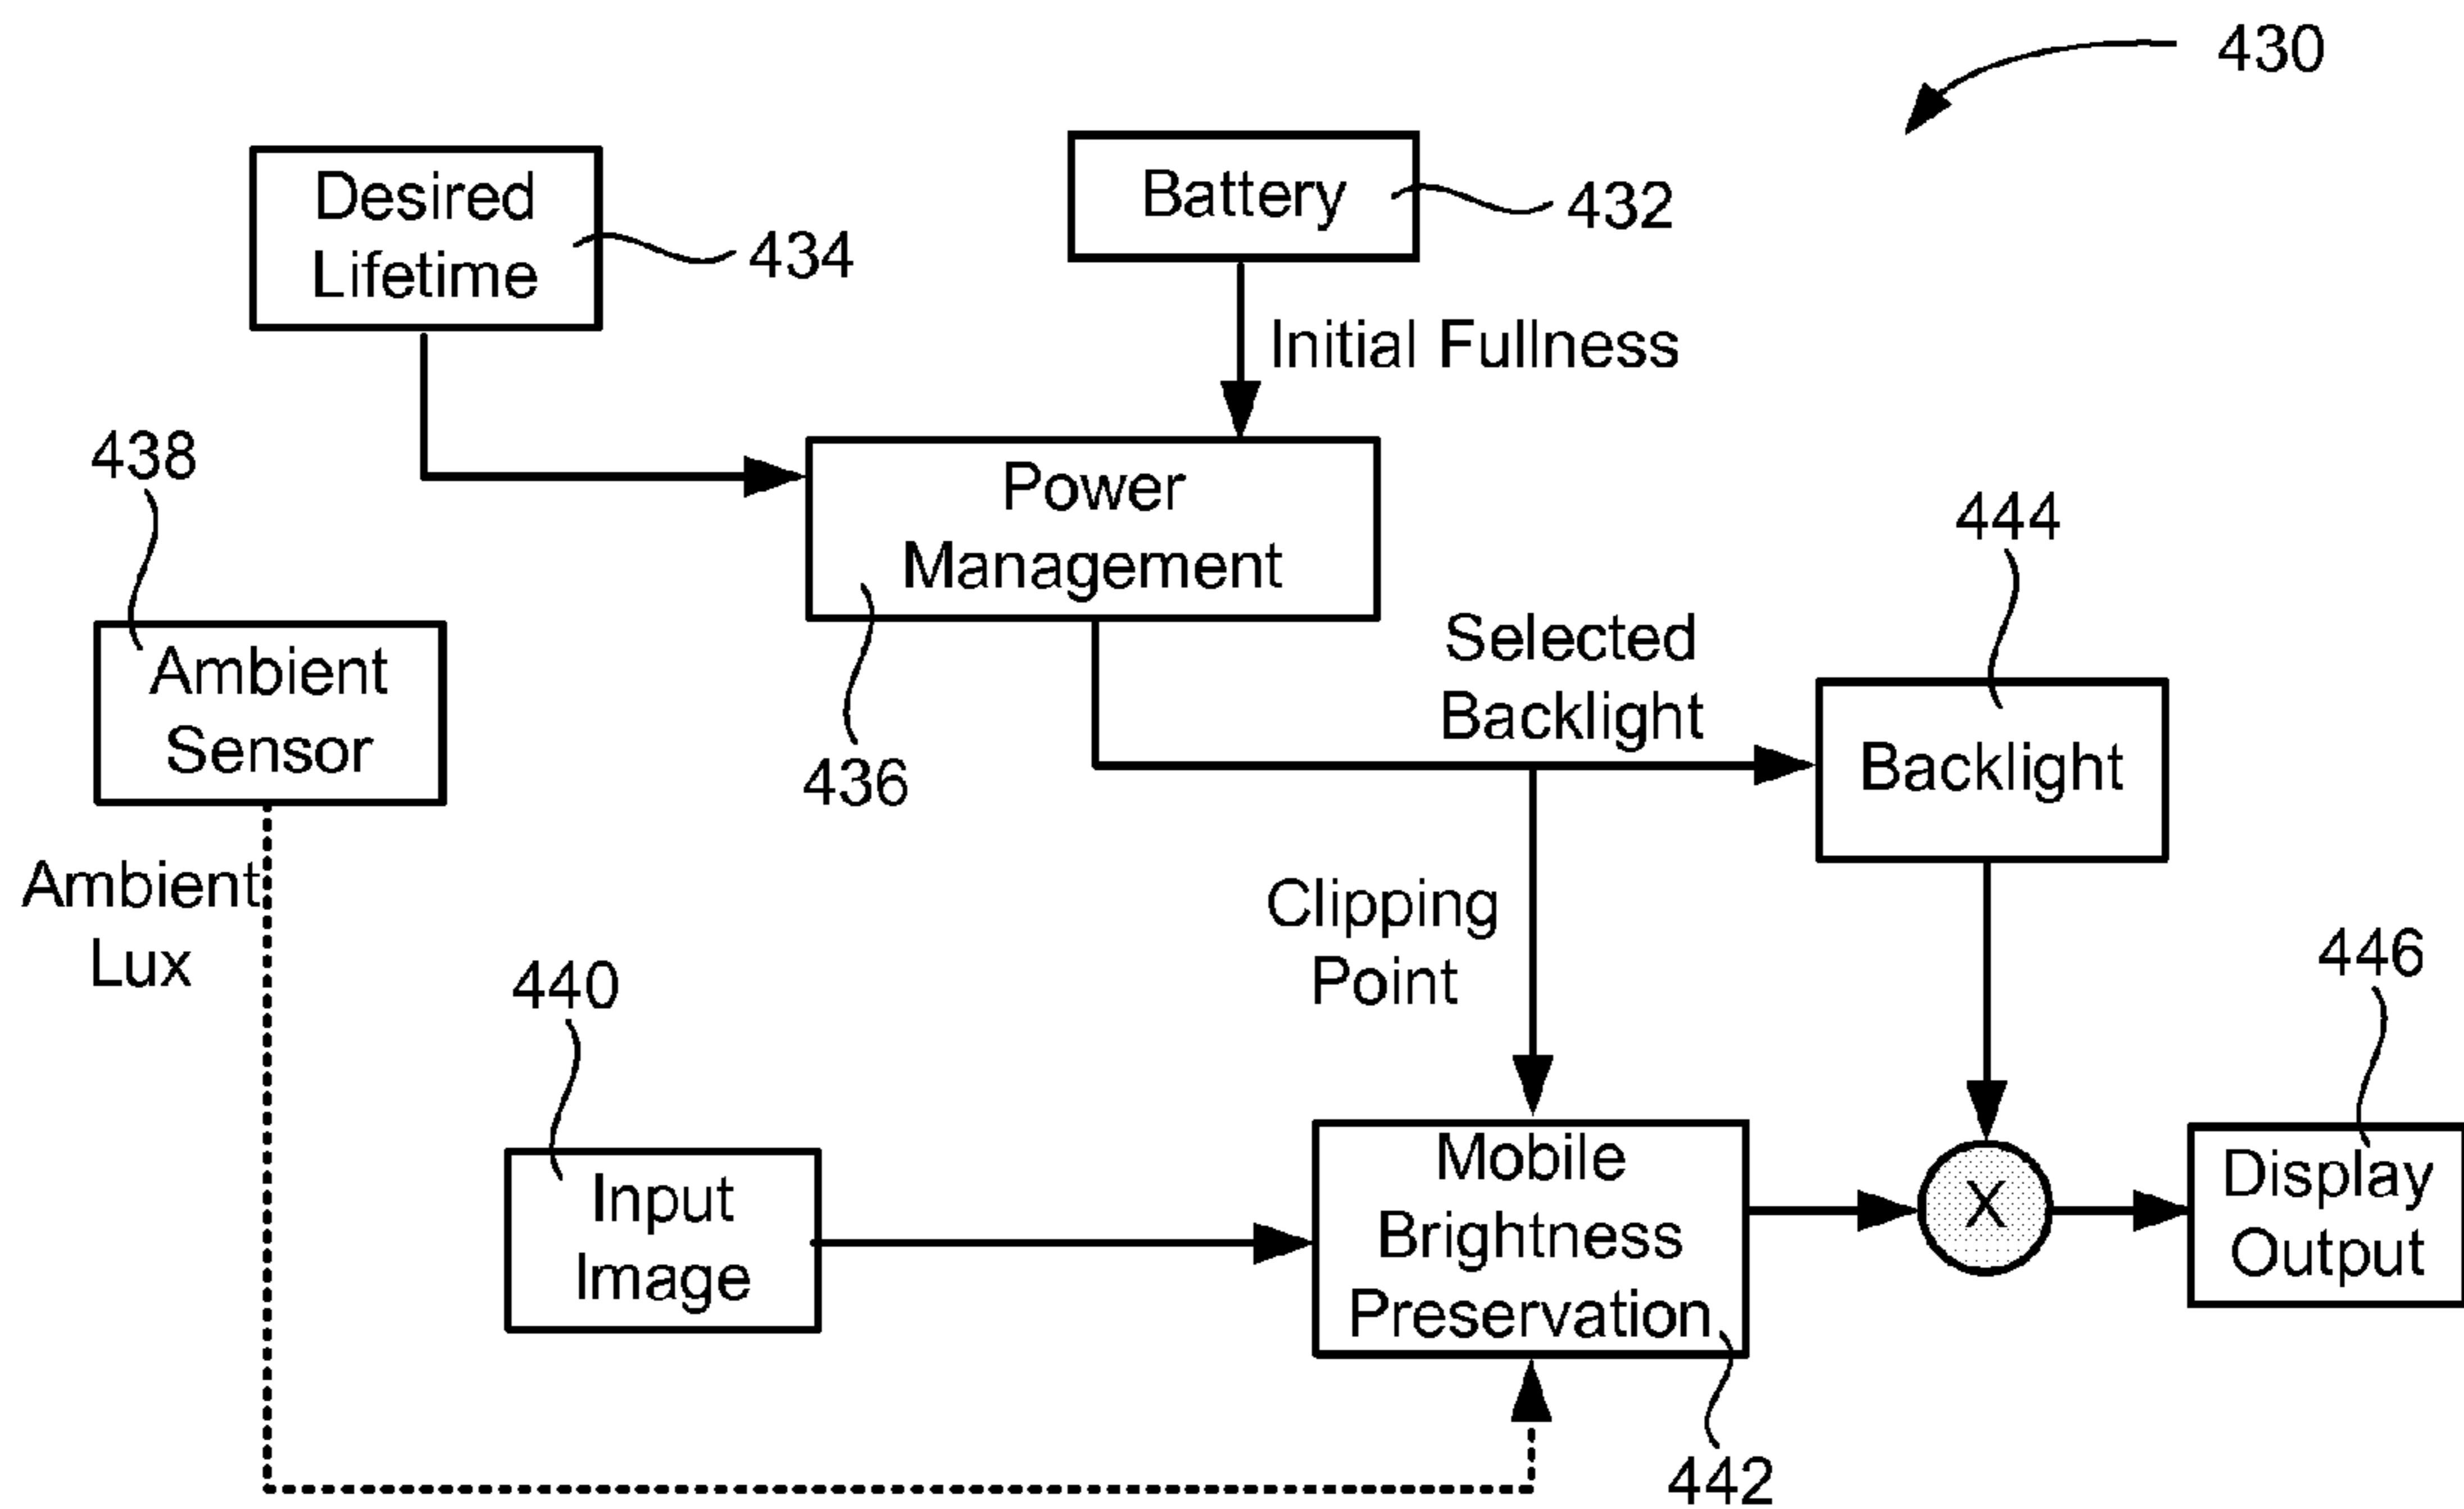 430
Desired
Lifetime
434
Battery
432
Initial Fullness
438
Power
Management
436
444
Ambient
Sensor
Selected
Backlight
Backlight
Ambient
Lux
Clipping
Point
440
446
Input
Image
Mobile
Brightness
Preservation
442
X
Display
Output